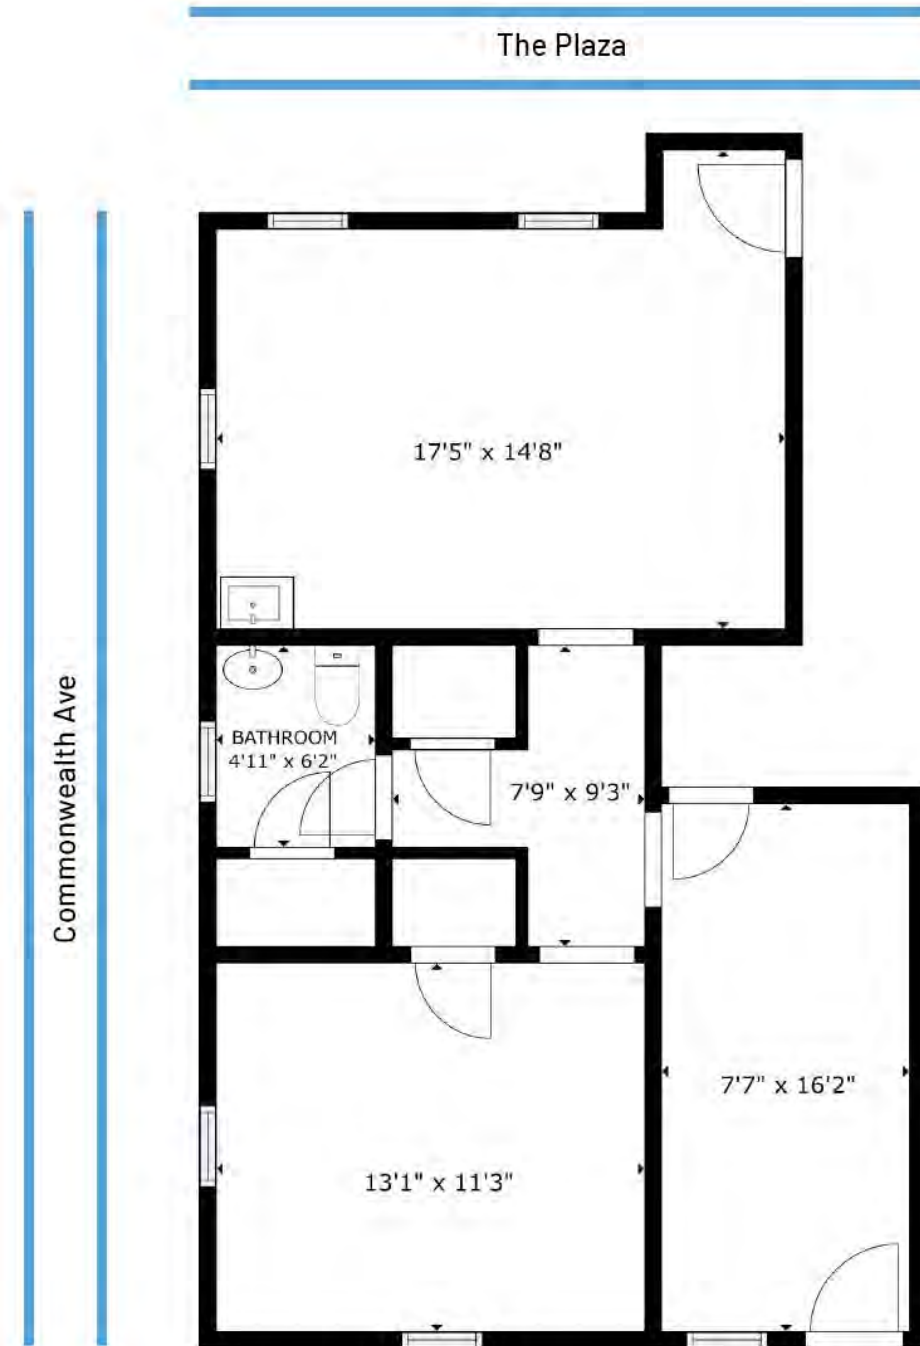 The Plaza
17'5" x 14'8"
Commonwealth Ave
BATHROOM
4'11" x 6'2"
7'9" x 9'3"
7'7" x 16'2"
13'1" x 11'3"